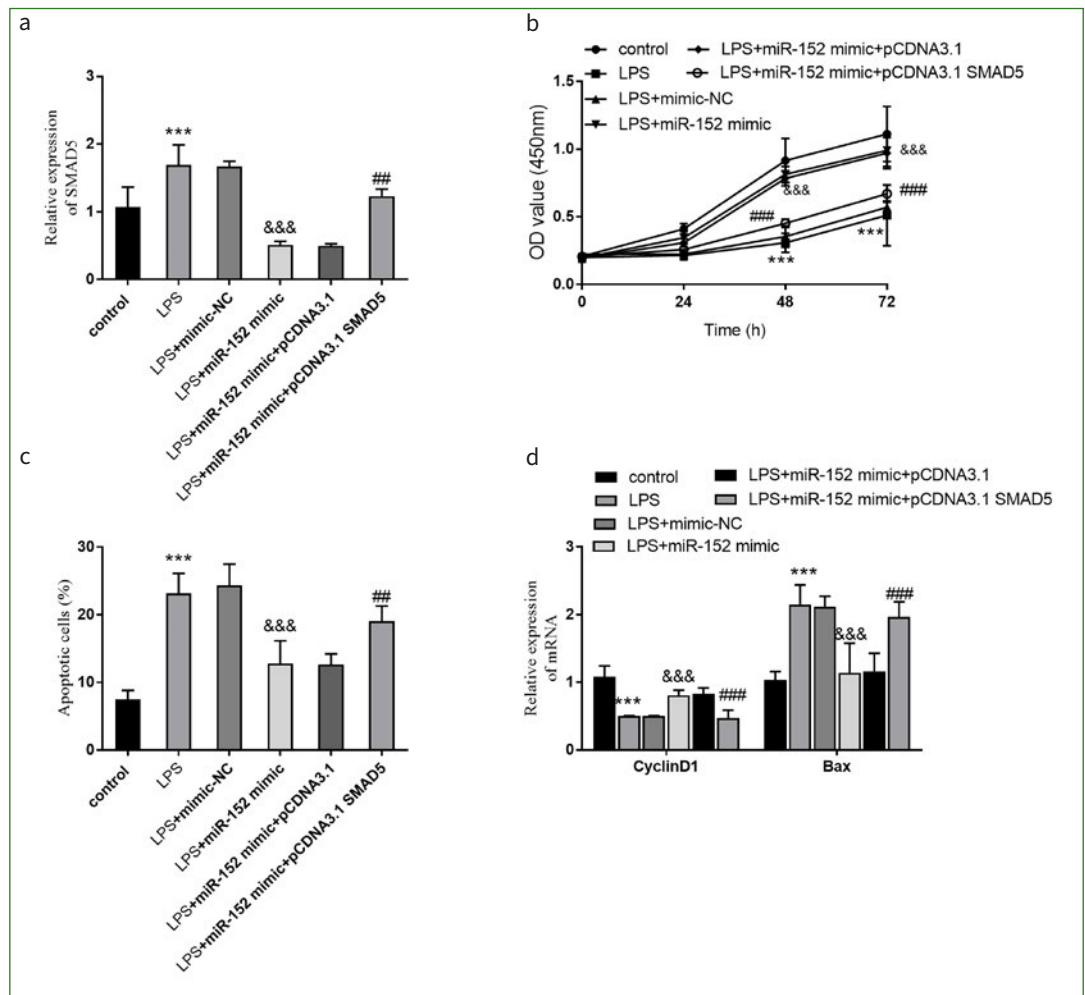 a
3
2
1
0
Relative expression
of SMAD5
***
&&&
##
control
LPS
LPS+mimic-NC
LPS+miR-152 mimic
LPS+miR-152 mimic+pCDNA3.1
LPS+miR-152 mimic+pCDNA3.1 SMAD5
b
control
LPS
LPS+mimic-NC
LPS+miR-152 mimic
LPS+miR-152 mimic+pCDNA3.1
LPS+miR-152 mimic+pCDNA3.1 SMAD5
1.5
1.0
0.5
0.0
OD value (450nm)
&&&
&&&
###
###
***
***
0
24
48
72
Time (h)
c
30
20
10
0
Apoptotic cells (%)
***
&&&
##
control
LPS
LPS+mimic-NC
LPS+miR-152 mimic
LPS+miR-152 mimic+pCDNA3.1
LPS+miR-152 mimic+pCDNA3.1 SMAD5
d
control
LPS
LPS+mimic-NC
LPS+miR-152 mimic
LPS+miR-152 mimic+pCDNA3.1
LPS+miR-152 mimic+pCDNA3.1 SMAD5
3
2
1
0
Relative expression
of mRNA
***
&&&
###
***
&&&
###
CyclinD1
Bax